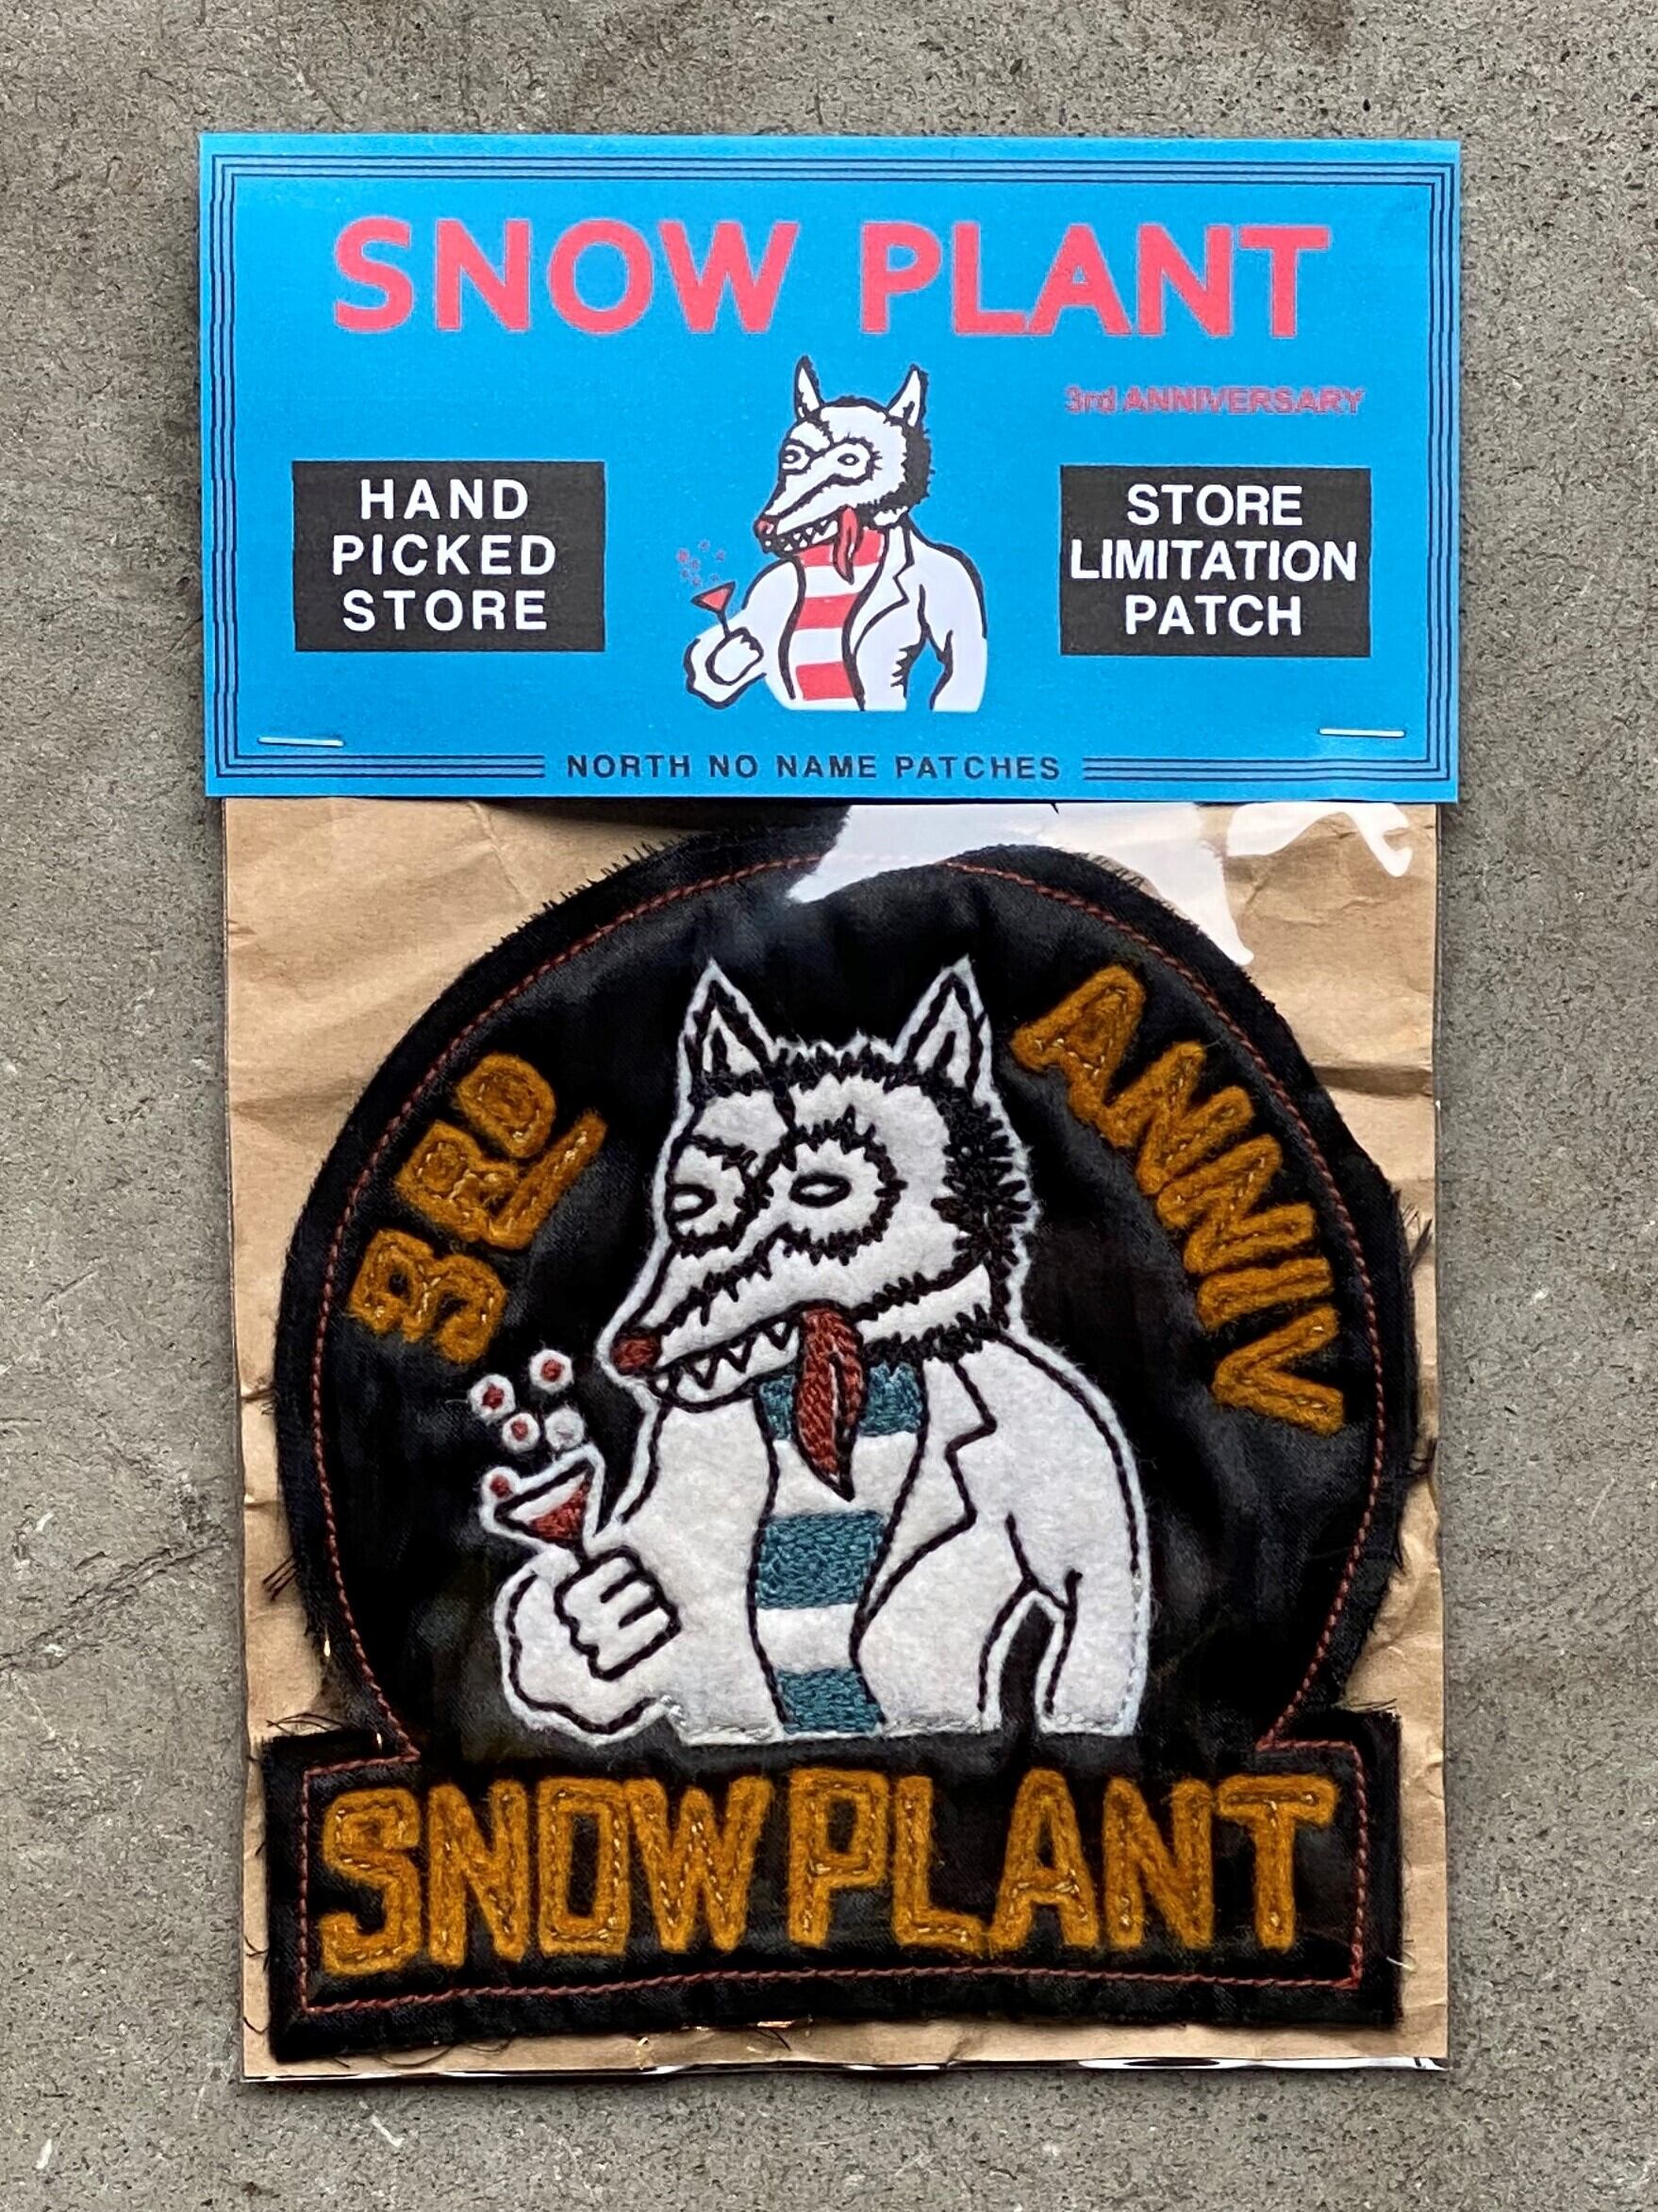 SNOW PLANT
3rd ANNIVERSARY
HAND
PICKED
STORE
STORE
LIMITATION
PATCH
NORTH NO NAME PATCHES
3RD
ANNIV
SNOW PLANT